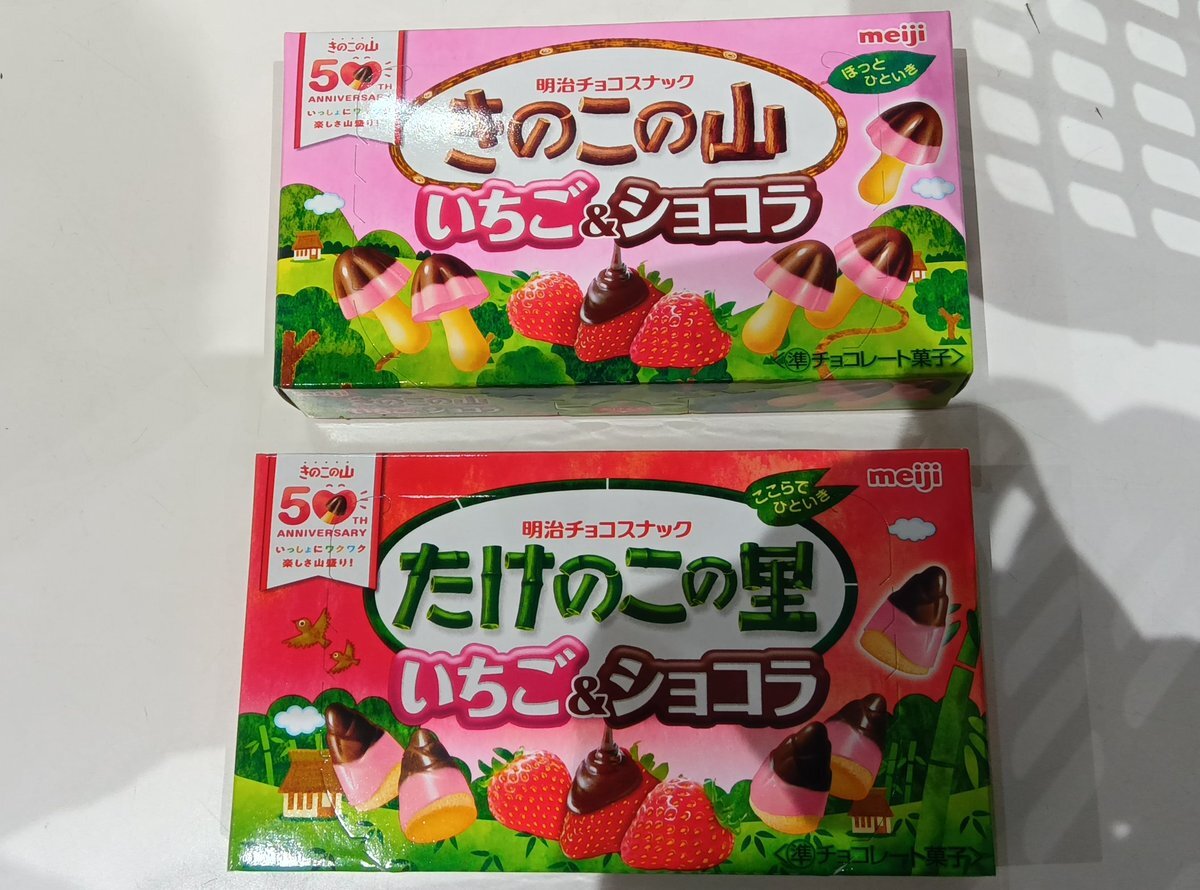 きのこの山
50TH
ANNIVERSARY
いっしょにワクワク
楽しさ山盛り!
meiji
ほっと
ひといき
明治チョコスナック
きのこの山
いちご&ショコラ
<準チョコレート菓子>
きのこの山
50TH
ANNIVERSARY
いっしょにワクワク
楽しさ山盛り!
meiji
ここらで
ひといき
明治チョコスナック
たけのこの里
いちご&ショコラ
<準チョコレート菓子>